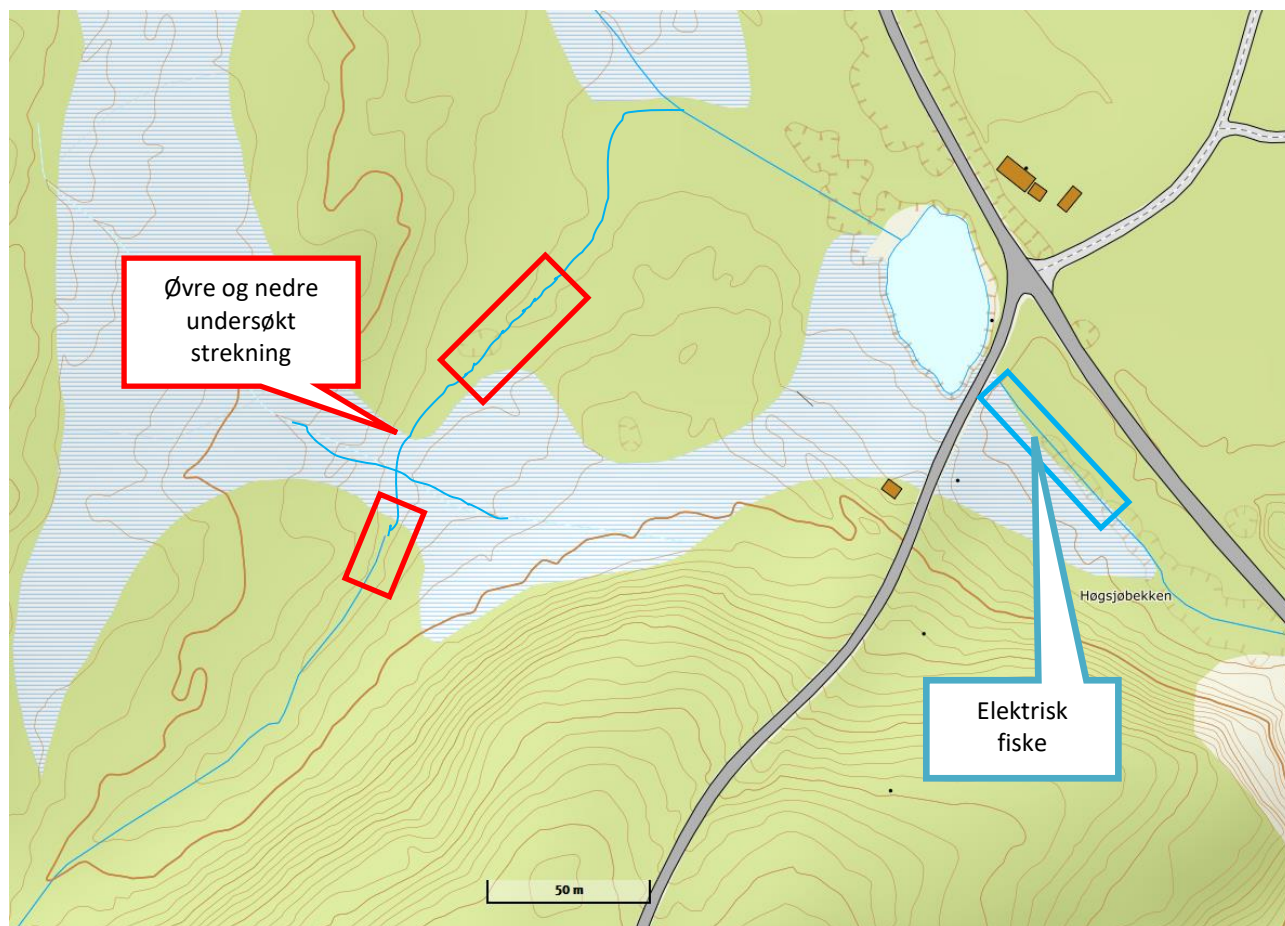 Øvre og nedre
undersøkt
strekning
Høgsjøbekken
Elektrisk
fiske
50 m